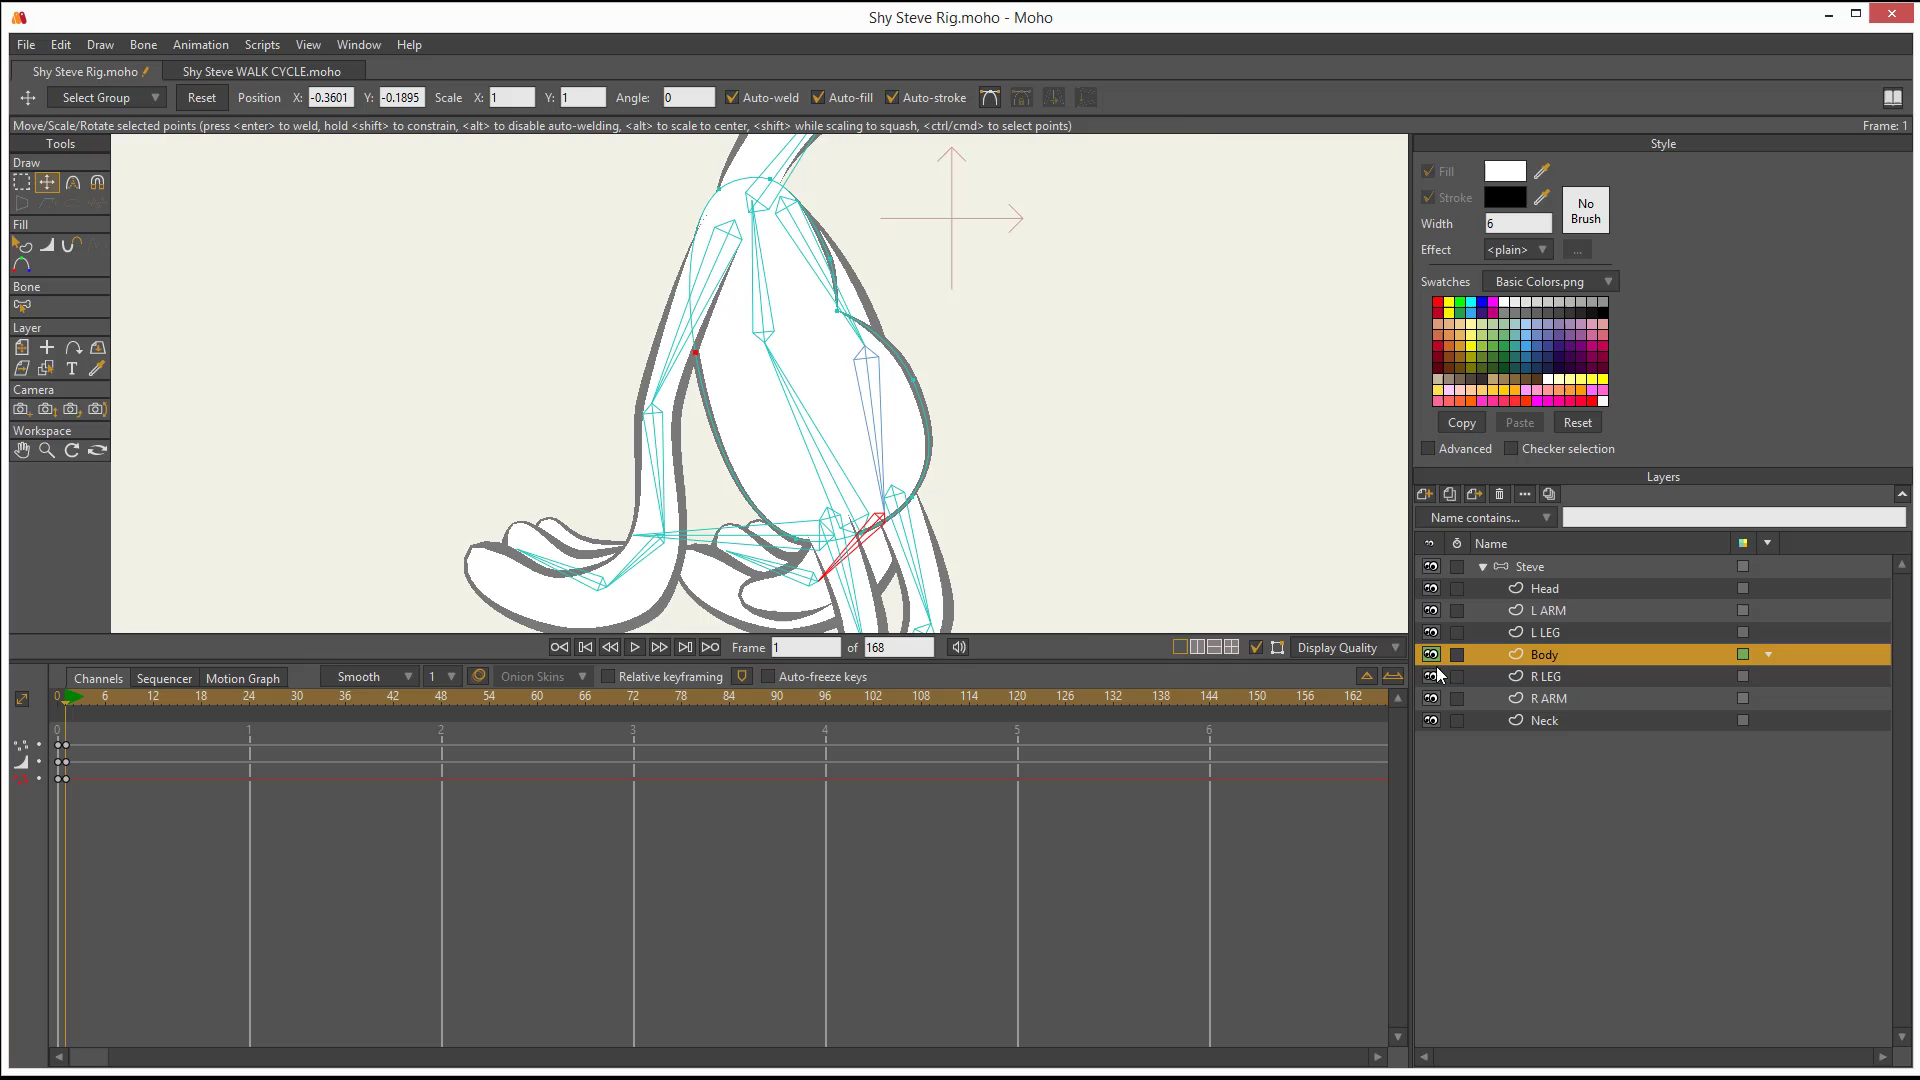 Shy Steve Rig.moho - Moho
File Edit Draw Bone Animation Scripts View Window Help
Shy Steve Rig.moho Shy Steve WALK CYCLE.moho
Select Group Reset Position X: -0.3601 Y: -0.1895 Scale X: 1 Y: 1 Angle: 0 Auto-weld Auto-fill Auto-stroke
Move/Scale/Rotate selected points (press <enter> to weld, hold <shift> to constrain, <alt> to disable auto-welding, <alt> to scale to center, <shift> while scaling to squash, <ctrl/cmd> to select points) Frame: 1
Tools
Draw
Fill
Bone
Layer
T
Camera
Workspace
Style
Fill
Stroke
No Brush
Width 6
Effect <plain> ...
Swatches Basic Colors.png
Copy Paste Reset
Advanced Checker selection
Layers
Name contains...
Name
Steve
Head
L ARM
L LEG
Body
R LEG
R ARM
Neck
Frame 1 of 168 Display Quality
Channels Sequencer Motion Graph Smooth 1 Onion Skins Relative keyframing Auto-freeze keys
0 6 12 18 24 30 36 42 48 54 60 66 72 78 84 90 96 102 108 114 120 126 132 138 144 150 156 162
0 1 2 3 4 5 6